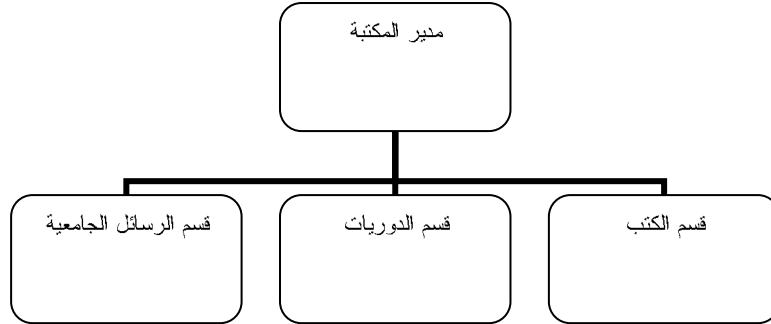 مدير المكتبة
قسم الكتب
قسم الدوريات
قسم الرسائل الجامعية